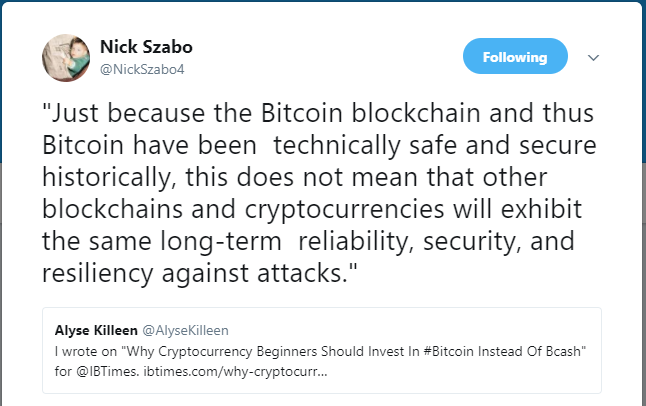 Nick Szabo
@NickSzabo4
Following
"Just because the Bitcoin blockchain and thus
Bitcoin have been  technically safe and secure
historically, this does not mean that other
blockchains and cryptocurrencies will exhibit
the same long-term  reliability, security, and
resiliency against attacks."
Alyse Killeen @AlyseKilleen
I wrote on "Why Cryptocurrency Beginners Should Invest In #Bitcoin Instead Of Bcash"
for @IBTimes. ibtimes.com/why-cryptocurr...